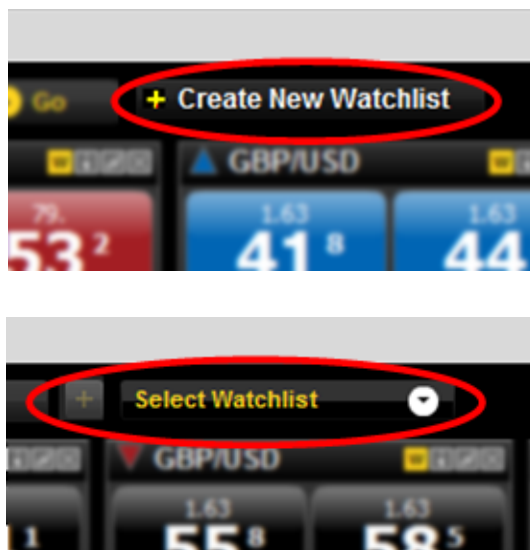 Go + Create New Watchlist
W GBP/USD W
79. 1.63 1.63
53 2 41 8 44
+ Select Watchlist
GBP/USD W
1.63 1.63
1 55 8 58 5